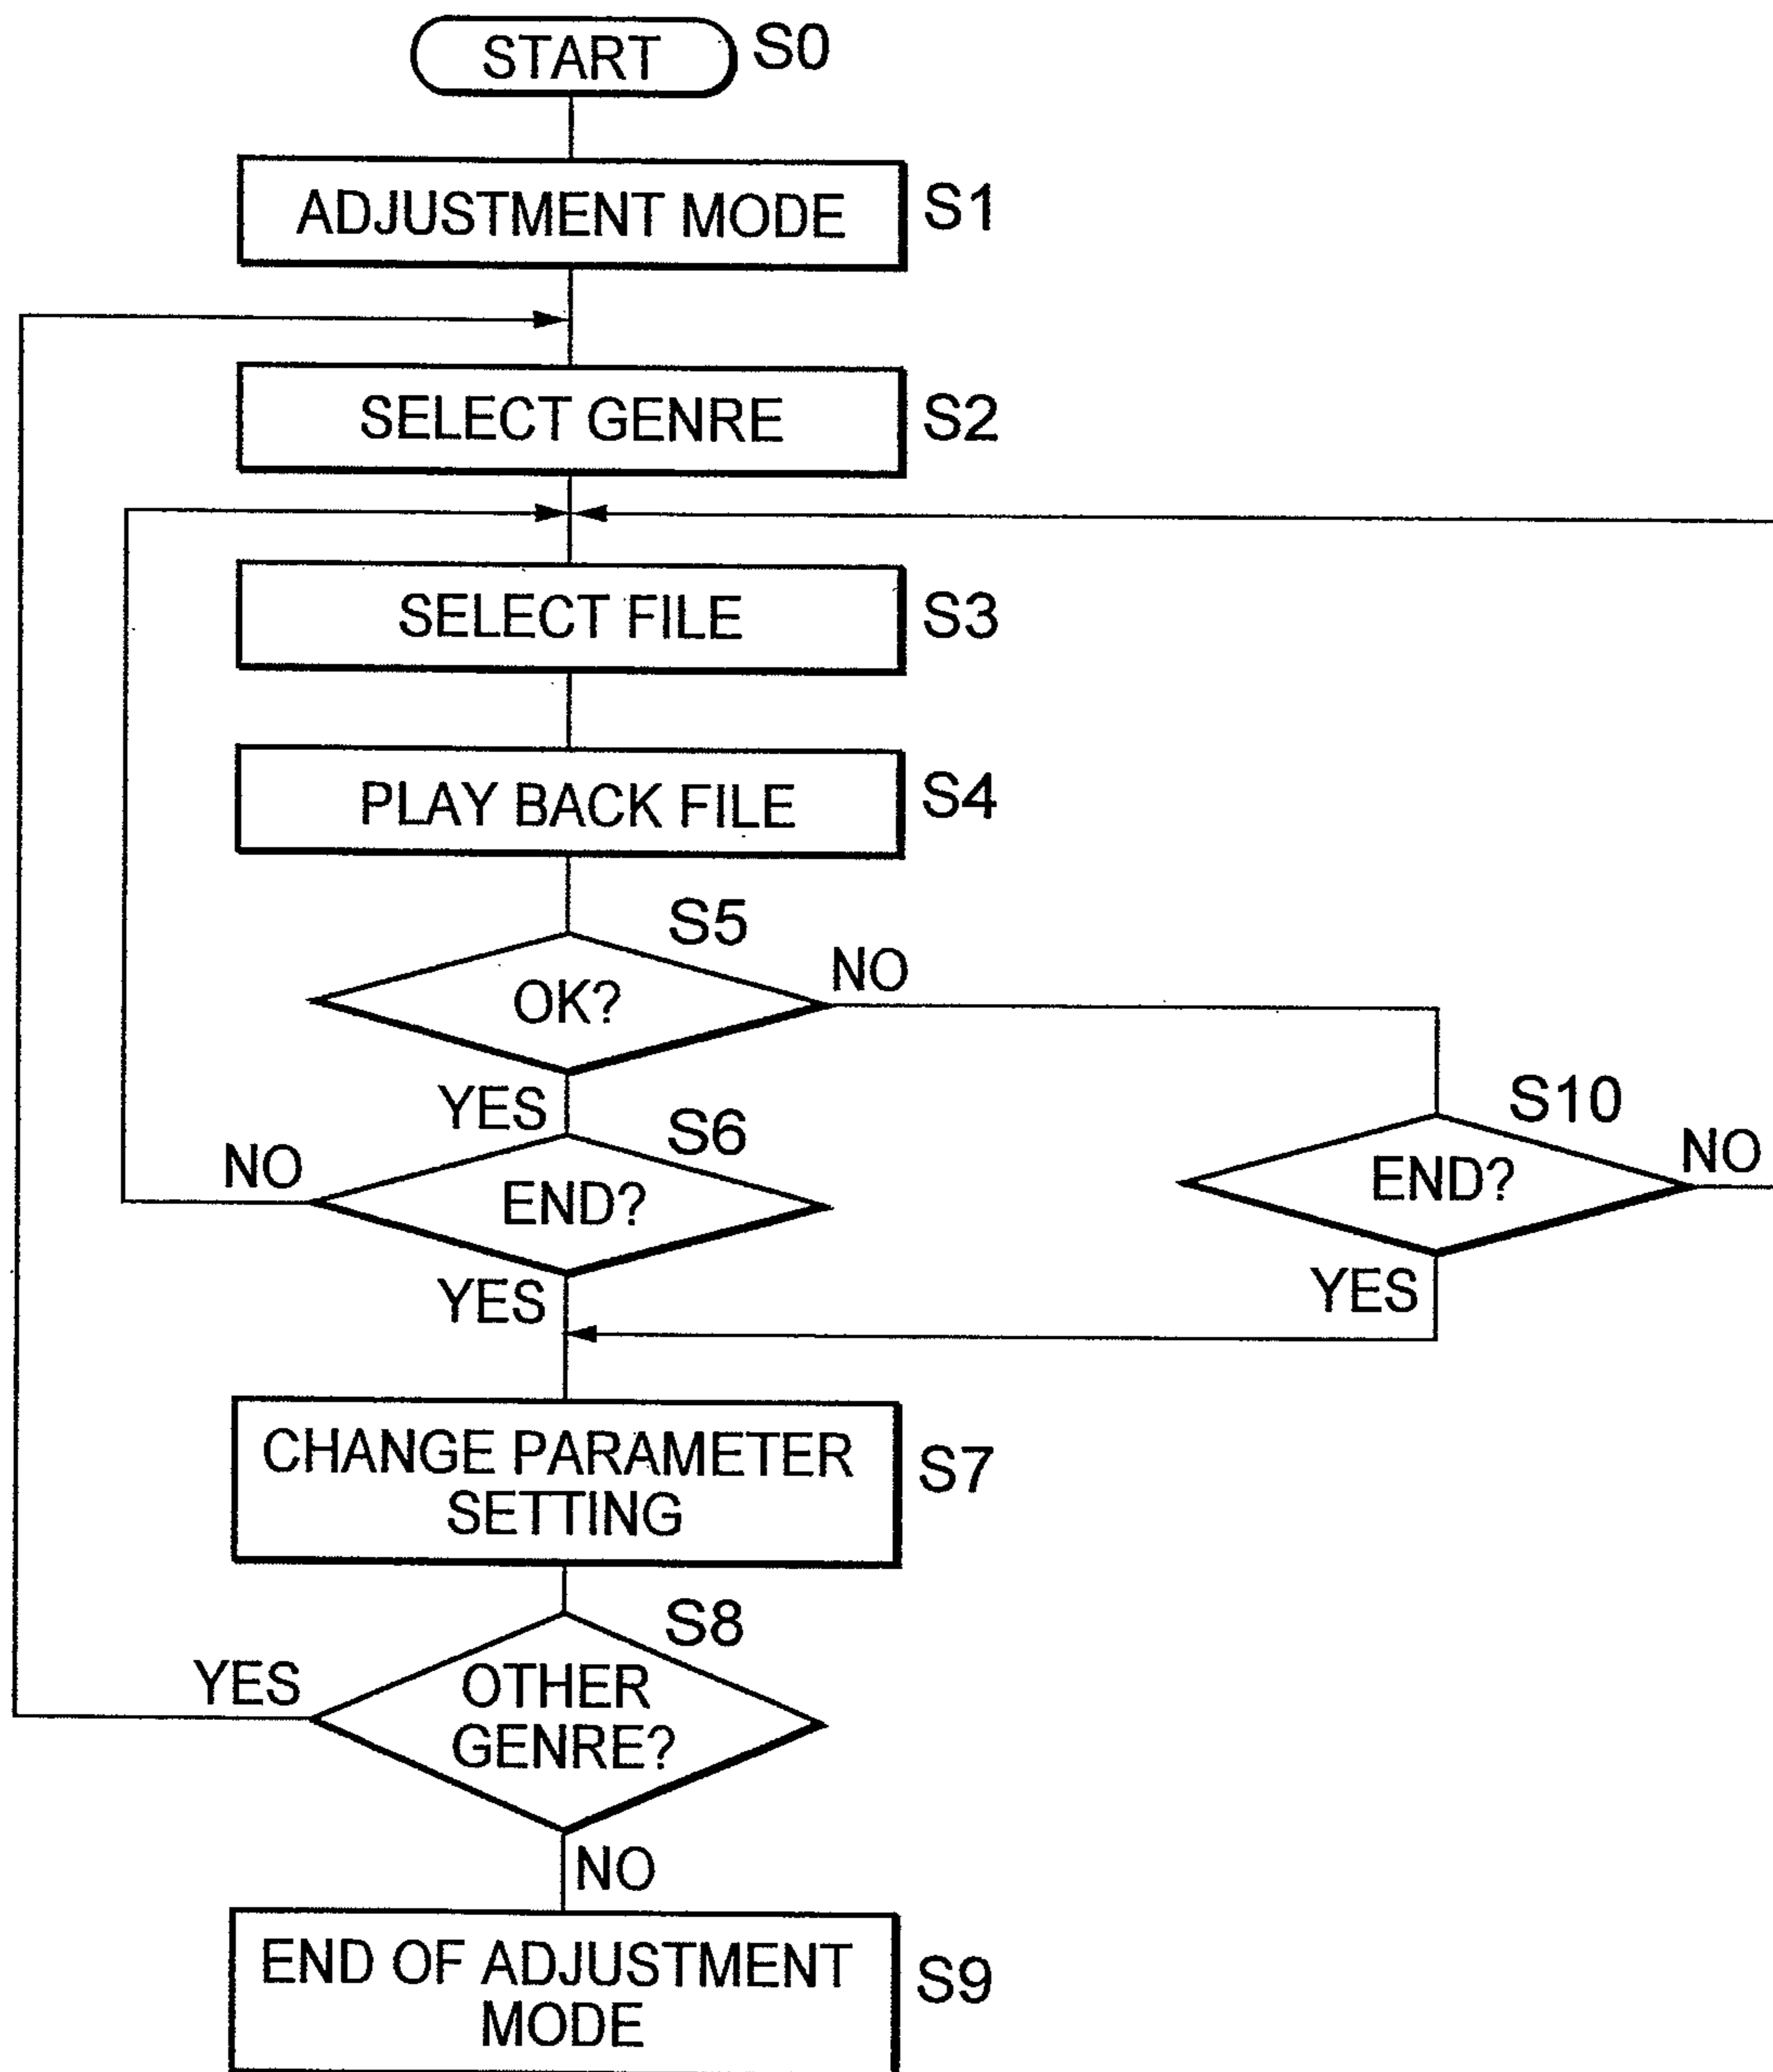 START S0
ADJUSTMENT MODE S1
SELECT GENRE S2
SELECT FILE S3
PLAY BACK FILE S4
S5
OK?
NO
YES
S6
END?
NO
YES
S10
END?
NO
YES
CHANGE PARAMETER
SETTING
S7
S8
OTHER
GENRE?
YES
NO
END OF ADJUSTMENT
MODE
S9